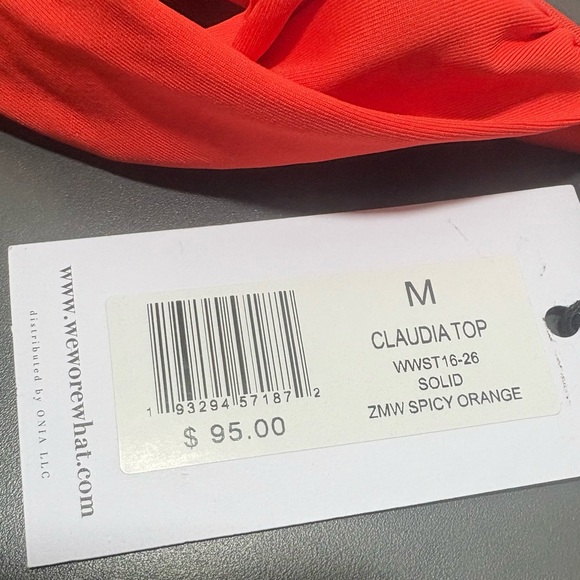 www.weworewhat.com
distributed by ONIA LLC
M
CLAUDIA TOP
WWST16-26
SOLID
ZMW SPICY ORANGE
1 93294 57187 2
$ 95.00